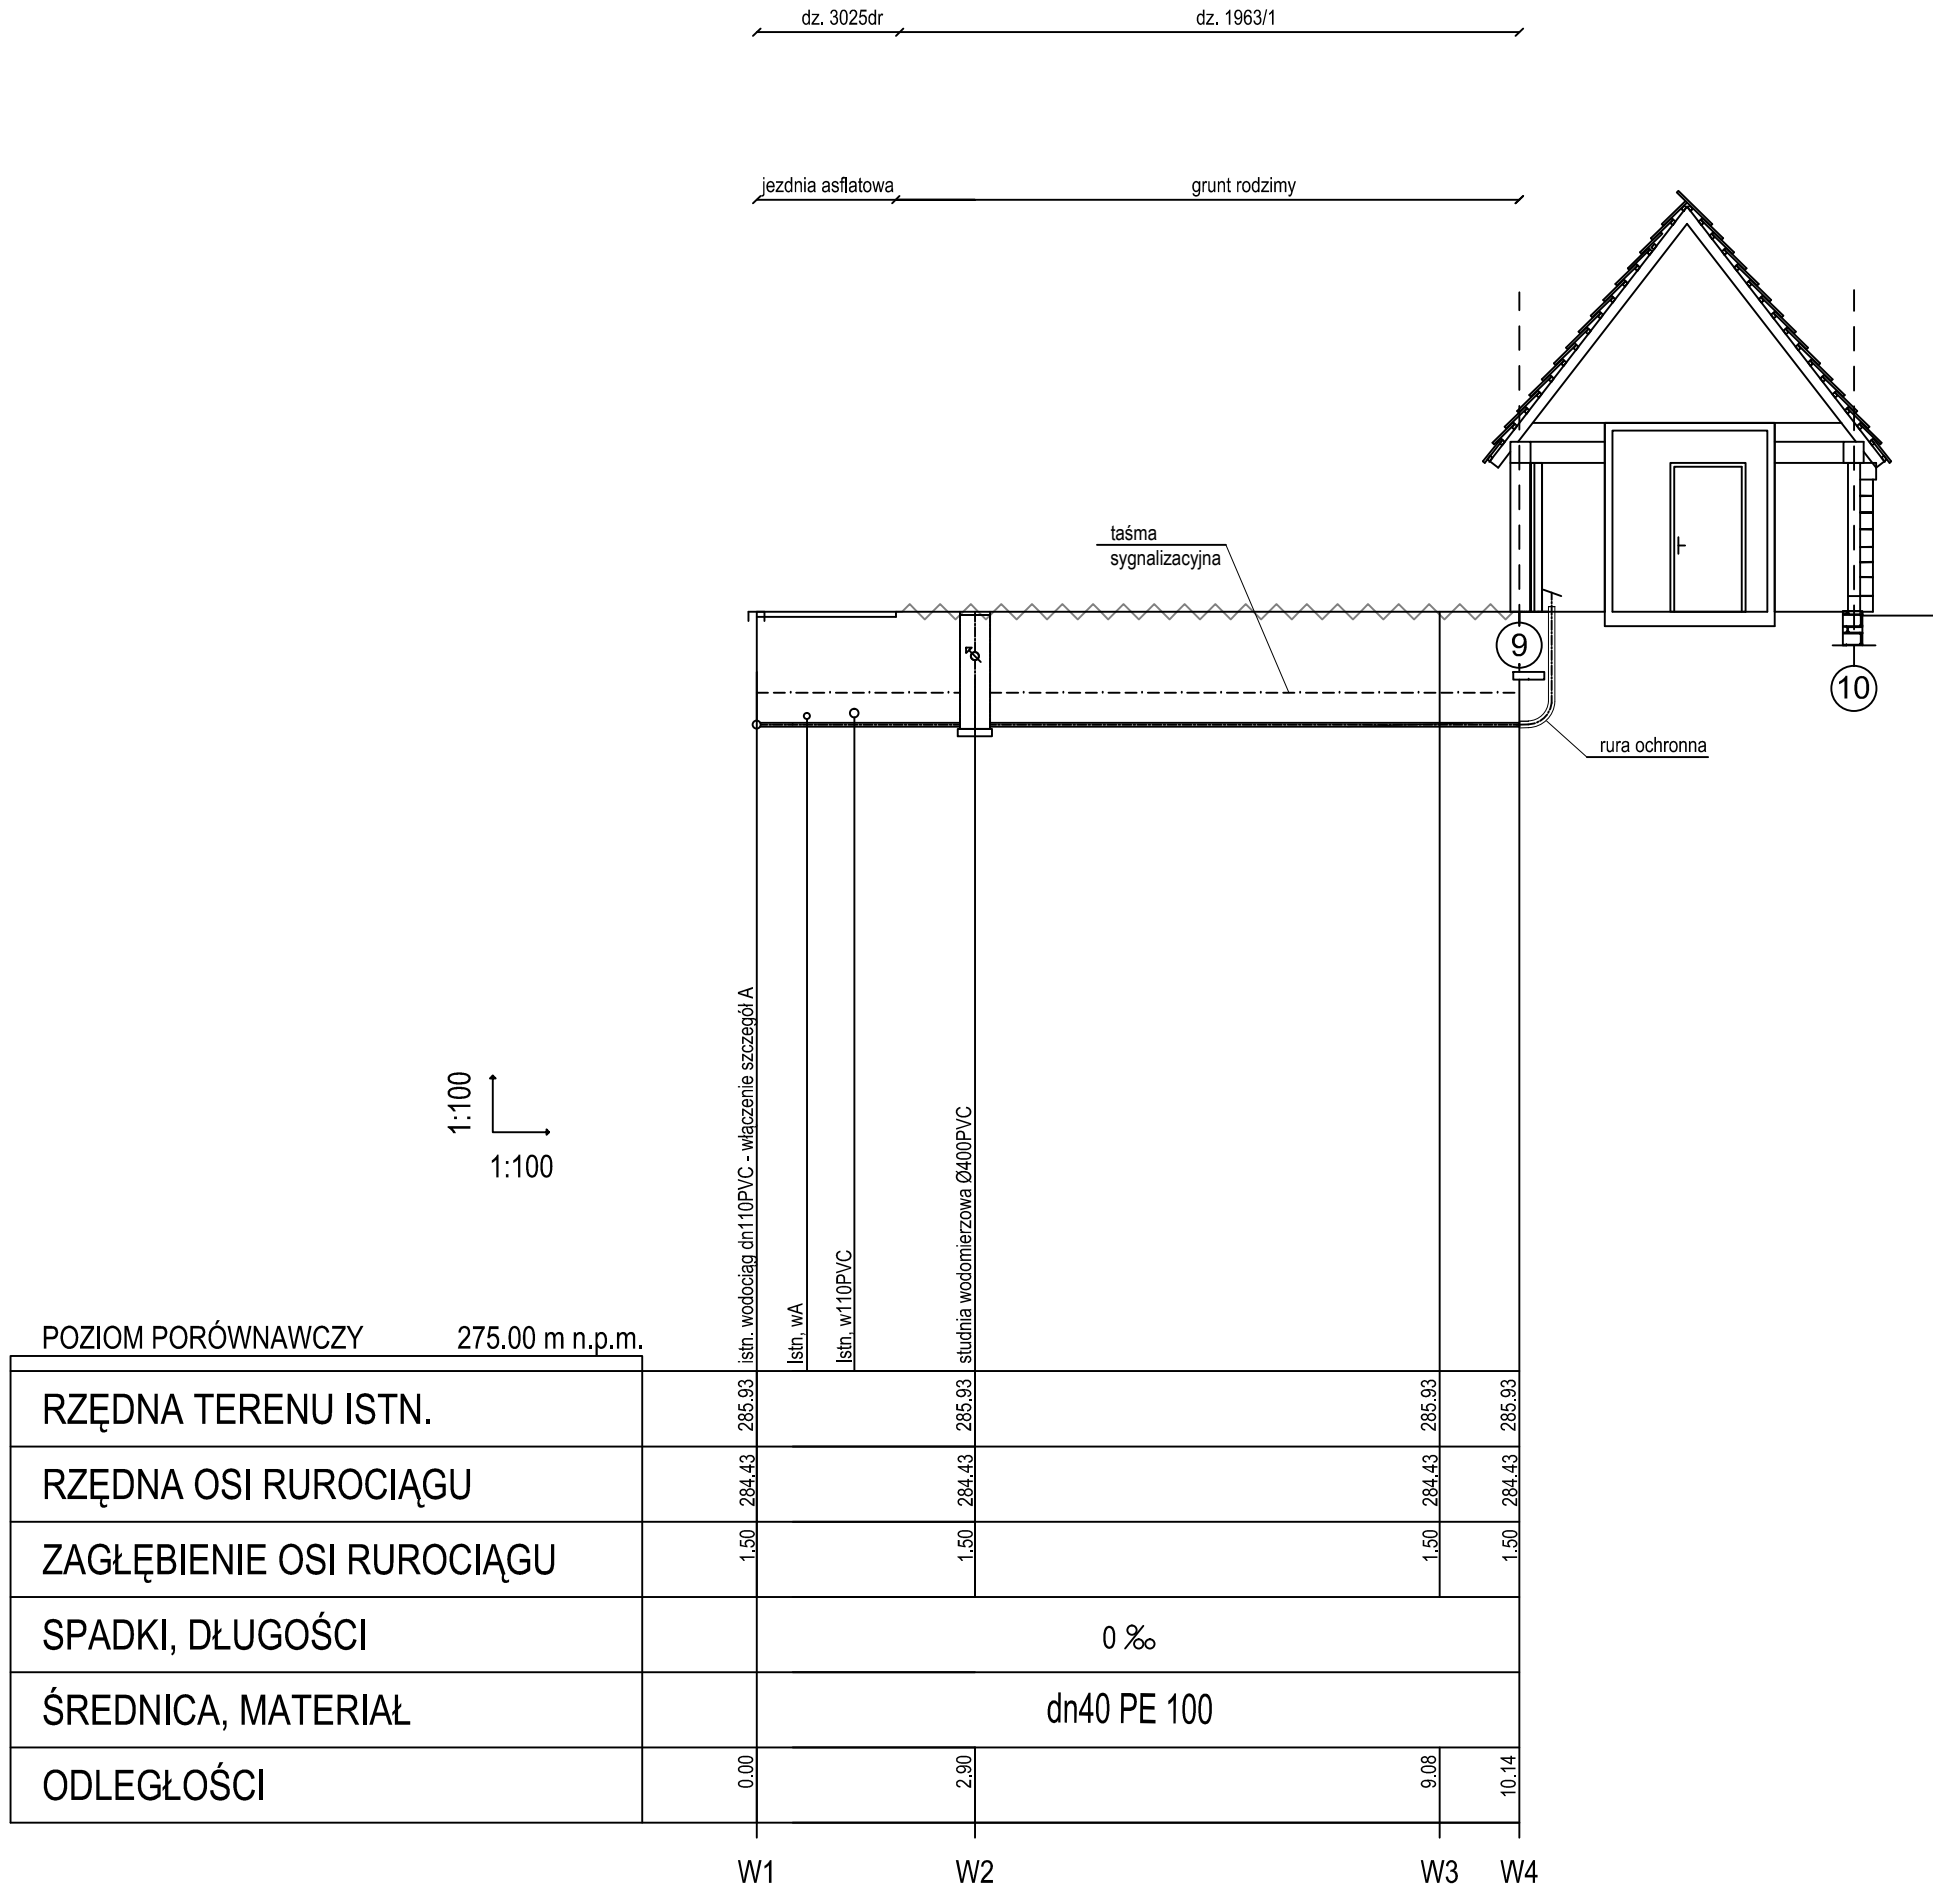 dz. 3025dr
dz. 1963/1
jezdnia asflatowa
grunt rodzimy
taśma
sygnalizacyjna
9
10
rura ochronna
istn. wodociąg dn110PVC - włączenie szczegół A
Istn, wA
Istn, w110PVC
studnia wodomierzowa Ø400PVC
1:100
1:100
POZIOM PORÓWNAWCZY 275.00 m n.p.m.
RZĘDNA TERENU ISTN. 285.93 285.93 285.93 285.93
RZĘDNA OSI RUROCIĄGU 284.43 284.43 284.43 284.43
ZAGŁĘBIENIE OSI RUROCIĄGU 1.50 1.50 1.50 1.50
SPADKI, DŁUGOŚCI 0 ‰
ŚREDNICA, MATERIAŁ dn40 PE 100
ODLEGŁOŚCI 0.00 2.90 9.08 10.14
W1 W2 W3 W4